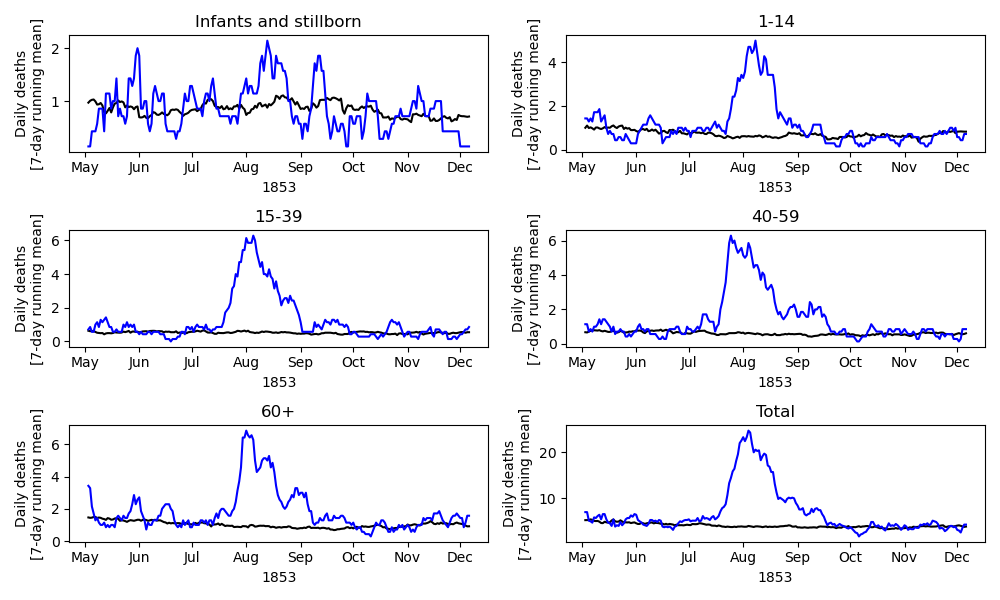 Infants and stillborn
Daily deaths
[7-day running mean]
2
1
May Jun Jul Aug Sep Oct Nov Dec
1853
1-14
Daily deaths
[7-day running mean]
4
2
0
May Jun Jul Aug Sep Oct Nov Dec
1853
15-39
Daily deaths
[7-day running mean]
6
4
2
0
May Jun Jul Aug Sep Oct Nov Dec
1853
40-59
Daily deaths
[7-day running mean]
6
4
2
0
May Jun Jul Aug Sep Oct Nov Dec
1853
60+
Daily deaths
[7-day running mean]
6
4
2
0
May Jun Jul Aug Sep Oct Nov Dec
1853
Total
Daily deaths
[7-day running mean]
20
10
May Jun Jul Aug Sep Oct Nov Dec
1853